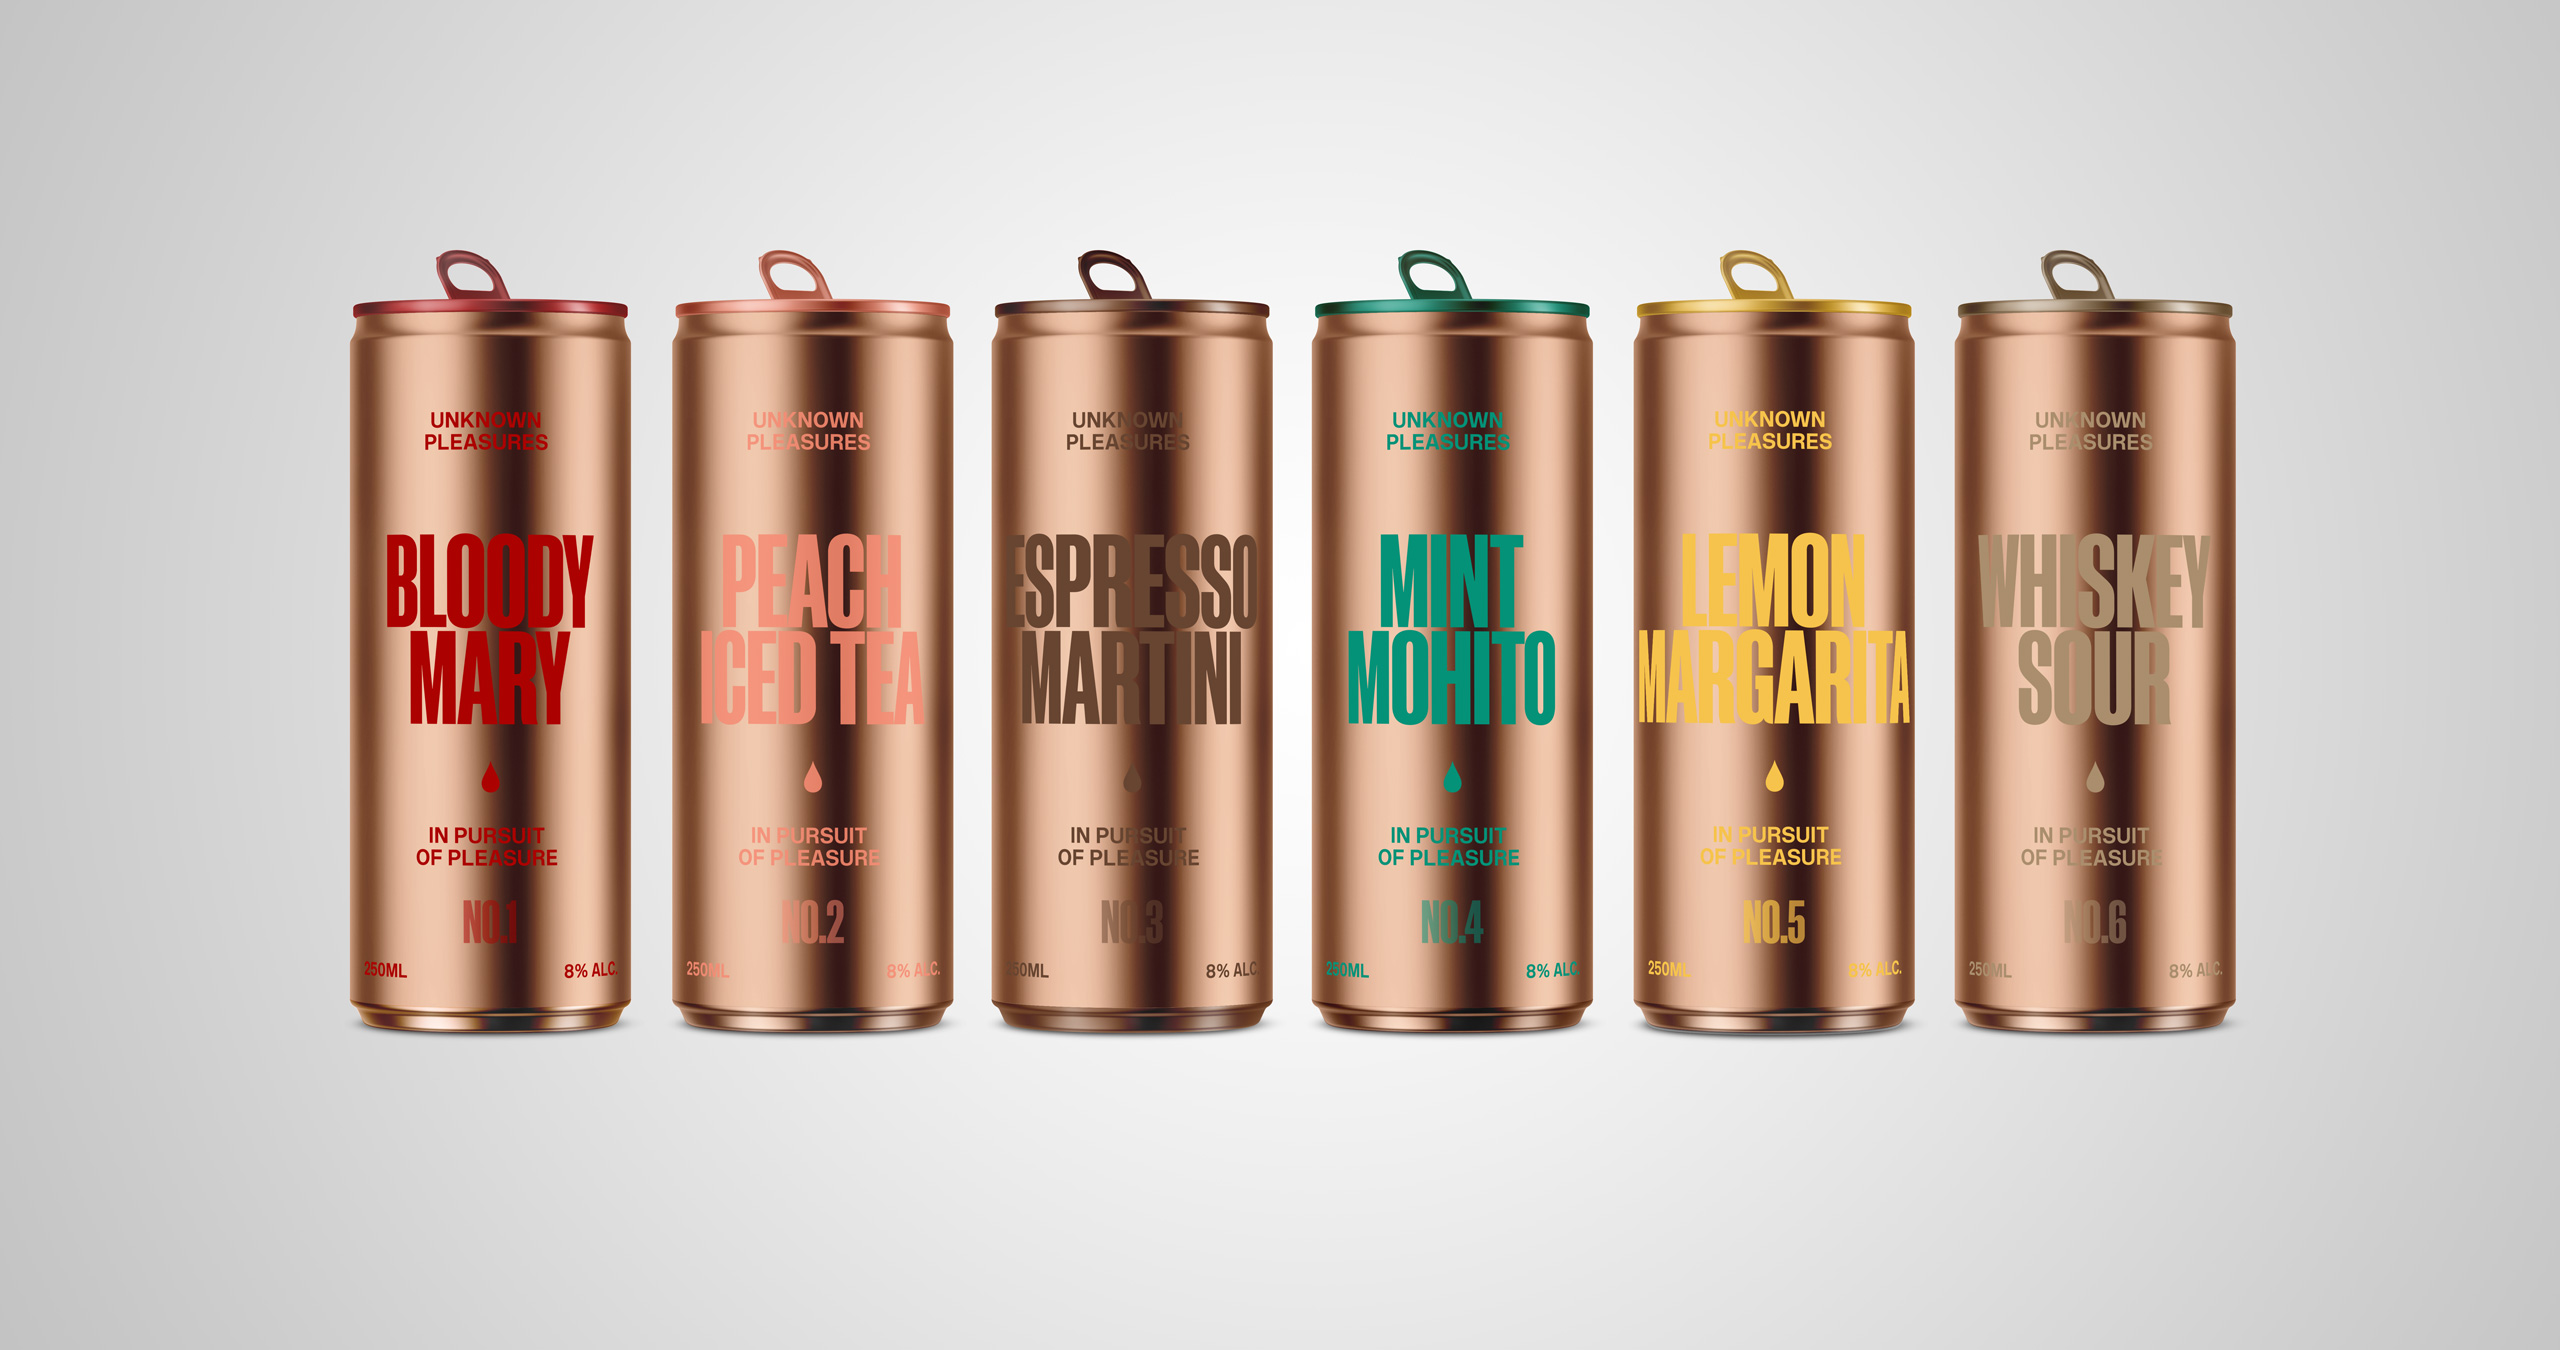 UNKNOWN
PLEASURES
BLOODY
MARY
IN PURSUIT
OF PLEASURE
NO.1
250ML
8% ALC.
UNKNOWN
PLEASURES
PEACH
ICED TEA
IN PURSUIT
OF PLEASURE
NO.2
250ML
8% ALC.
UNKNOWN
PLEASURES
ESPRESSO
MARTINI
IN PURSUIT
OF PLEASURE
NO.3
250ML
8% ALC.
UNKNOWN
PLEASURES
MINT
MOHITO
IN PURSUIT
OF PLEASURE
NO.4
250ML
8% ALC.
UNKNOWN
PLEASURES
LEMON
MARGARITA
IN PURSUIT
OF PLEASURE
NO.5
250ML
8% ALC.
UNKNOWN
PLEASURES
WHISKEY
SOUR
IN PURSUIT
OF PLEASURE
NO.6
250ML
8% ALC.